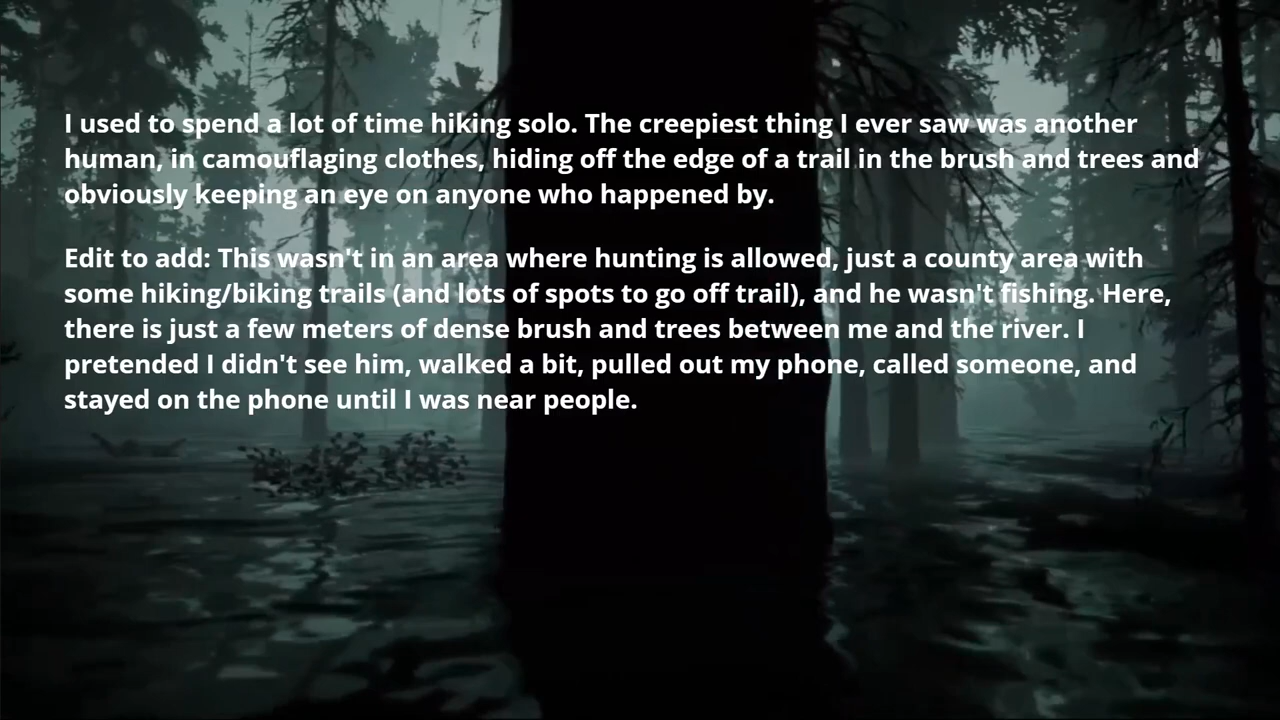 I used to spend a lot of time hiking solo. The creepiest thing I ever saw was another
human, in camouflaging clothes, hiding off the edge of a trail in the brush and trees and
obviously keeping an eye on anyone who happened by.
Edit to add: This wasn't in an area where hunting is allowed, just a county area with
some hiking/biking trails (and lots of spots to go off trail), and he wasn't fishing. Here,
there is just a few meters of dense brush and trees between me and the river. I
pretended I didn't see him, walked a bit, pulled out my phone, called someone, and
stayed on the phone until I was near people.